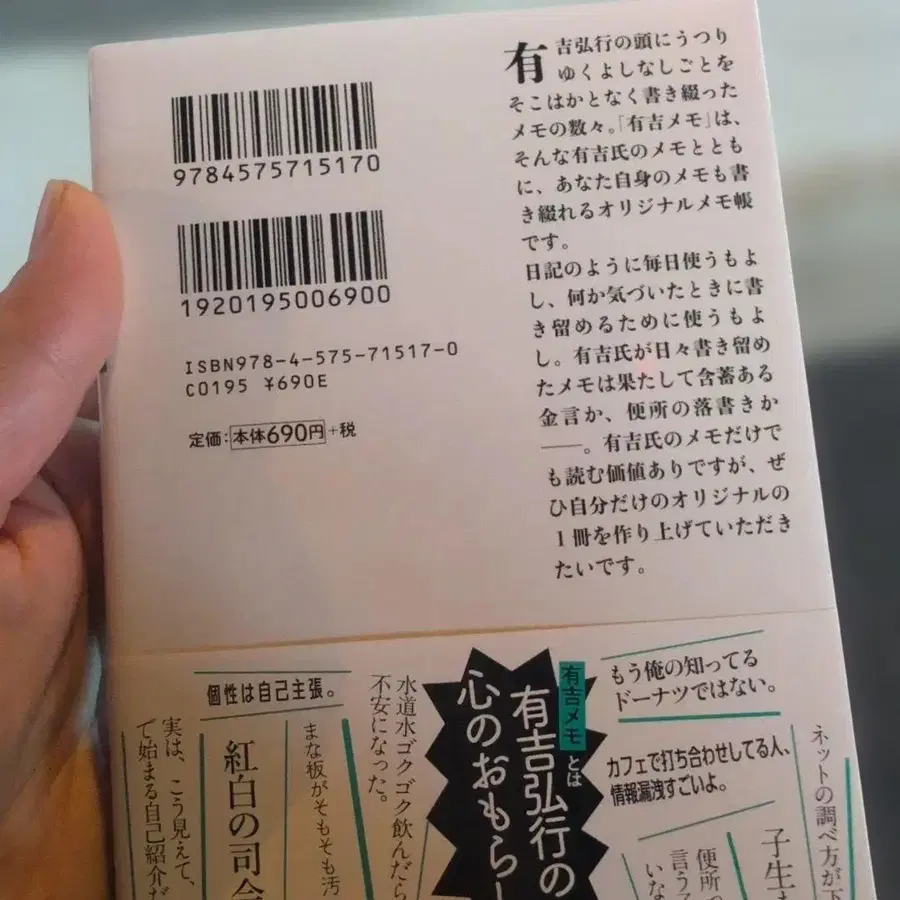 9784575715170
1920195006900
ISBN978-4-575-71517-0
C0195 ¥690E
定価:本体690円+税
有吉弘行の頭にうつり
ゆくよしなしごとを
そこはかとなく書き綴った
メモの数々。「有吉メモ」は、
そんな有吉氏のメモととも
に、あなた自身のメモも書
き綴れるオリジナルメモ帳
です。
日記のように毎日使うもよ
し、何か気づいたときに書
き留めるために使うもよ
し。有吉氏が日々書き留め
たメモは果たして含蓄ある
金言か、便所の落書きか
──。有吉氏のメモだけで
も読む価値ありですが、ぜ
ひ自分だけのオリジナルの
1冊を作り上げていただき
たいです。
もう俺の知ってる
ドーナツではない。
カフェで打ち合わせしてる人、
情報漏洩すごいよ。
ネットの調べ方が下
子生
便所
言う
いな
有吉メモとは
有吉弘行の
心のおもらし
水道水ゴクゴク飲んだら
不安になった。
まな板がそもそも汚
個性は自己主張。
紅白の司会
実は、こう見えて、
で始まる自己紹介だ